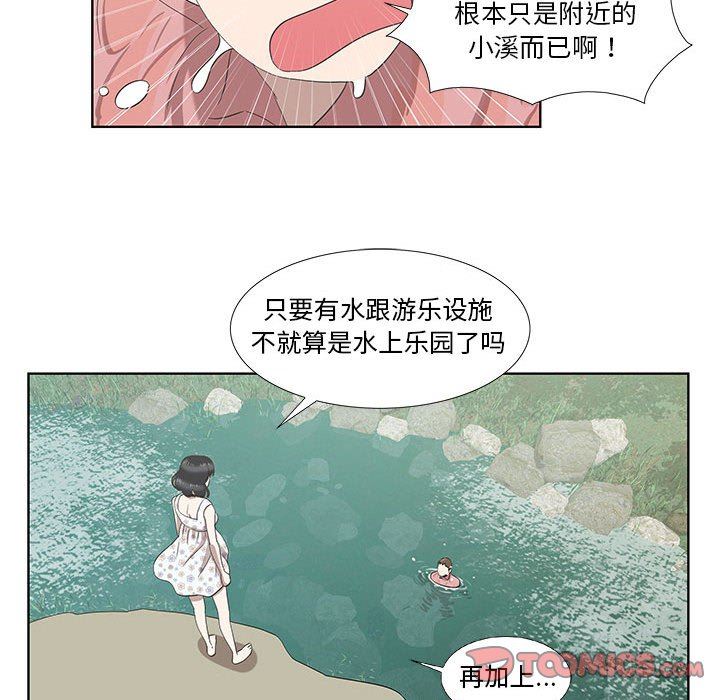 根本只是附近的
小溪而已啊！
只要有水跟游乐设施
不就算是水上乐园了吗
再加上...
TOOMICS.com